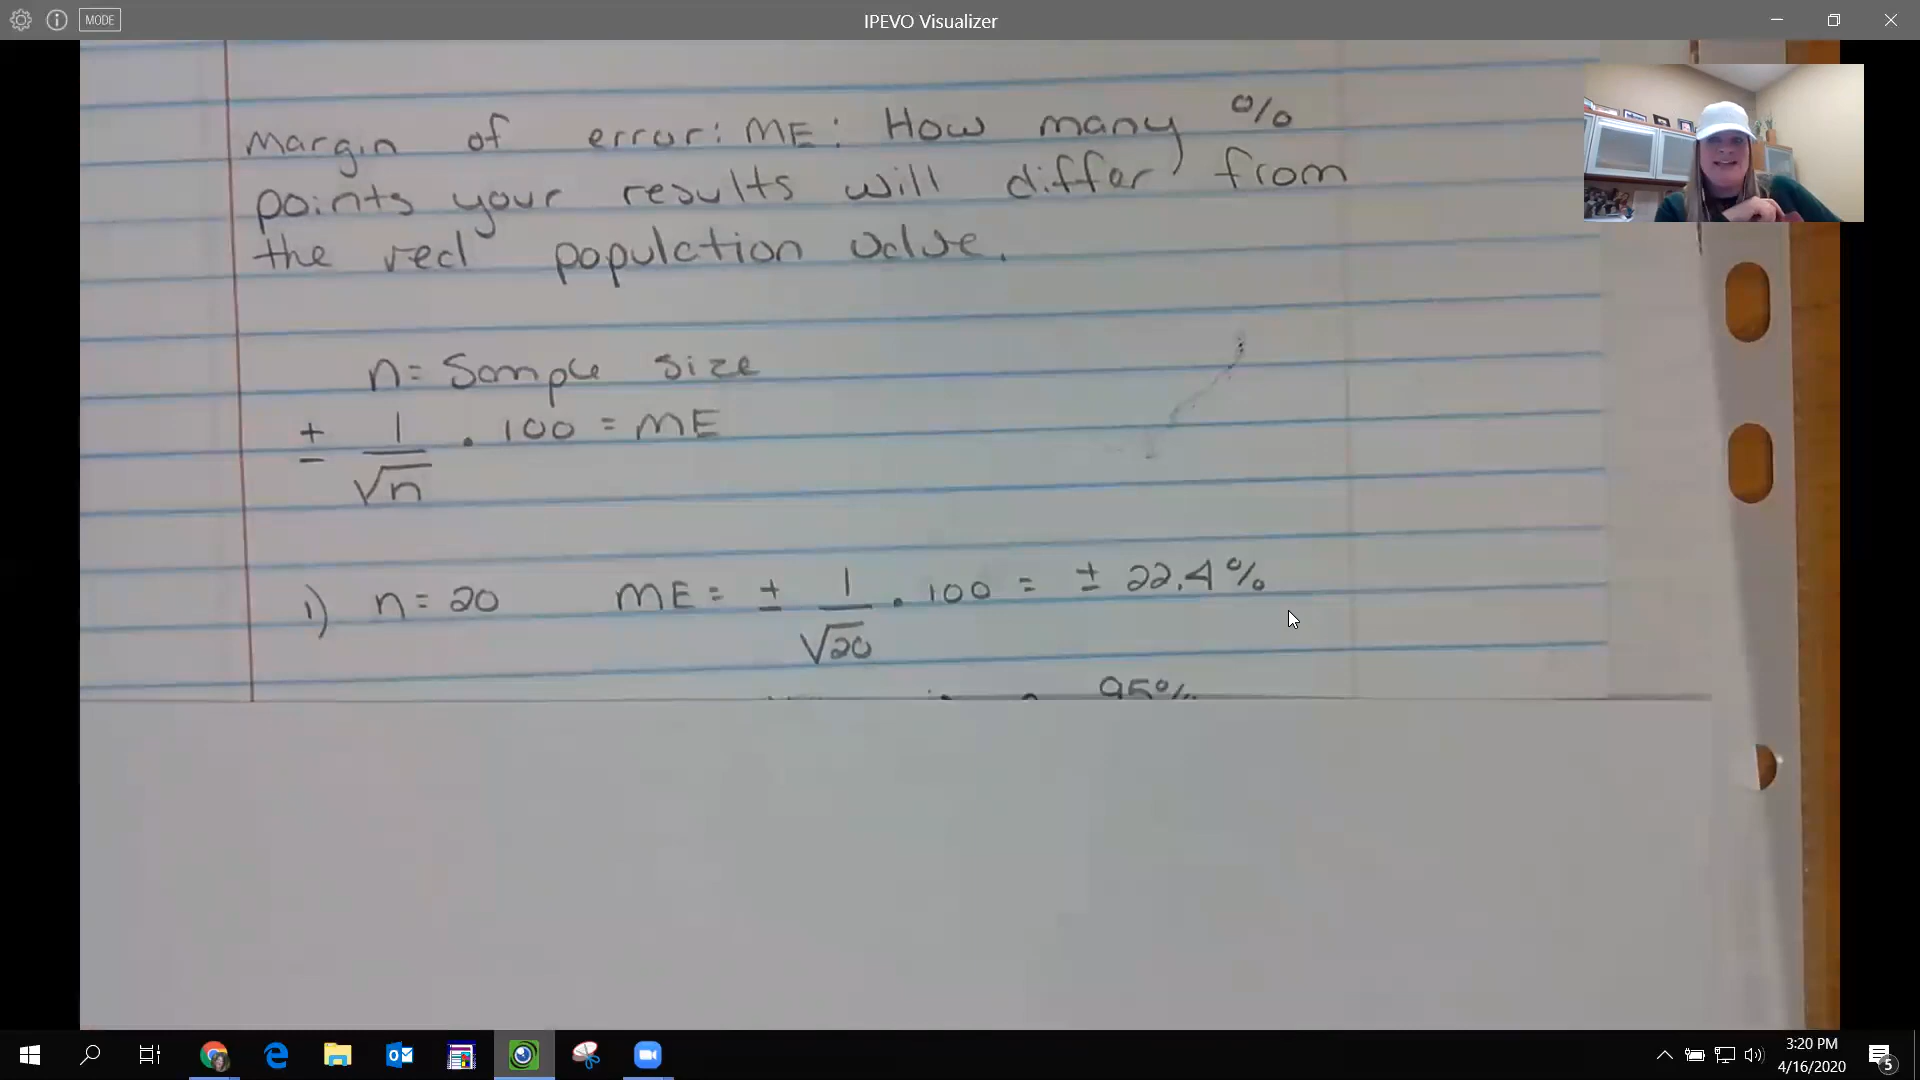 MODE
IPEVO Visualizer
Margin of error: ME: How many %
points your results will differ from
the real population value.
n = Sample size
± 1/√n · 100 = ME
1) n = 20 ME = ± 1/√20 · 100 = ± 22.4%
95%
3:20 PM
4/16/2020
5